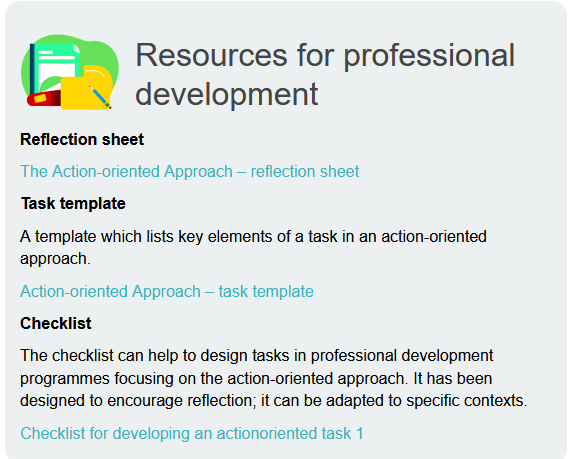 Resources for professional
development
Reflection sheet
The Action-oriented Approach – reflection sheet
Task template
A template which lists key elements of a task in an action-oriented
approach.
Action-oriented Approach – task template
Checklist
The checklist can help to design tasks in professional development
programmes focusing on the action-oriented approach. It has been
designed to encourage reflection; it can be adapted to specific contexts.
Checklist for developing an actionoriented task 1